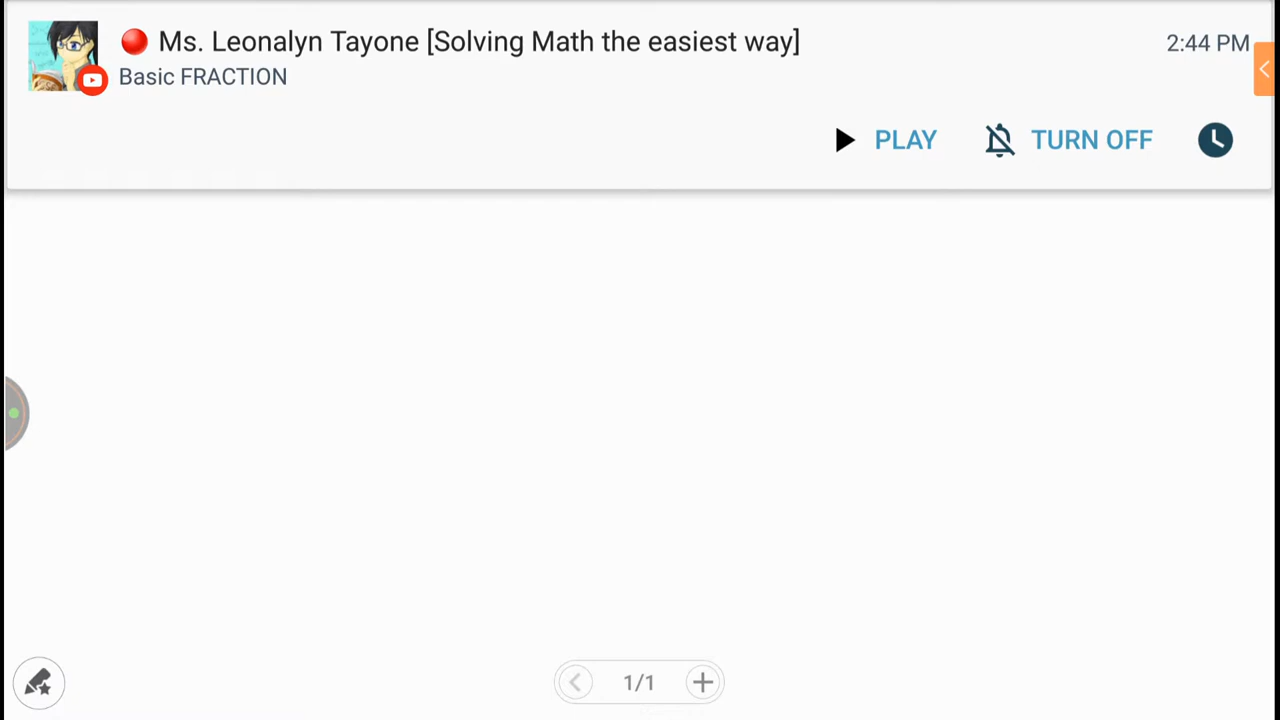 🔴 Ms. Leonalyn Tayone [Solving Math the easiest way]
2:44 PM
Basic FRACTION
PLAY
TURN OFF
1/1